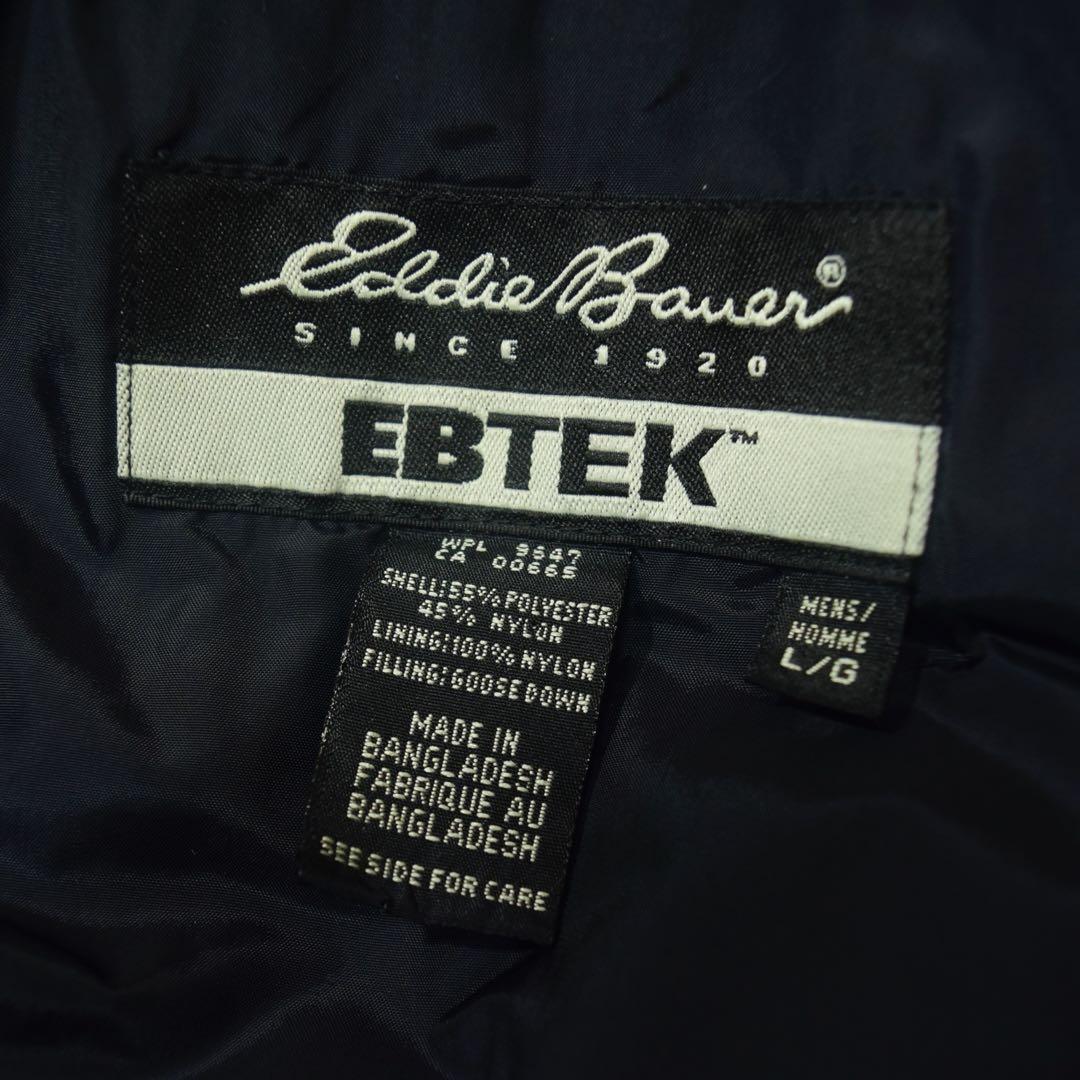 Eddie Bauer®
SINCE 1920
EBTEK™
WPL 9647
CA 00665
SHELL:55% POLYESTER
45% NYLON
LINING:100% NYLON
FILLING:GOOSE DOWN
MADE IN
BANGLADESH
FABRIQUE AU
BANGLADESH
SEE SIDE FOR CARE
MENS/
HOMME
L/G